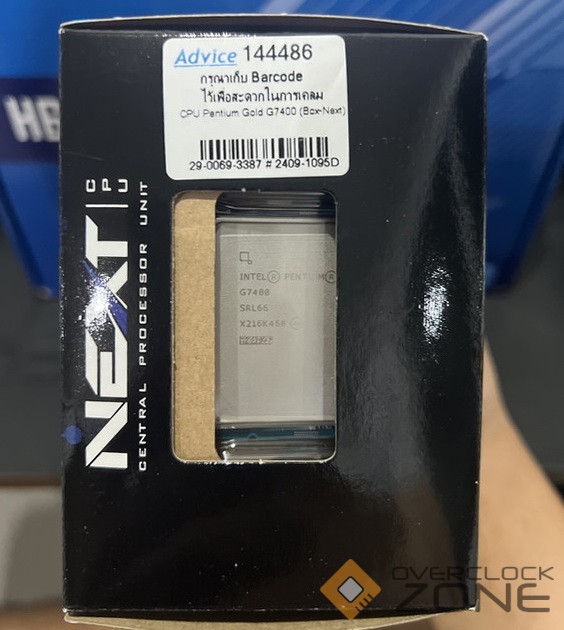 Advice 144486
กรุณาเก็บ Barcode
ไว้เพื่อสะดวกในการเคลม
CPU Pentium Gold G7400 (Box-Next)
29-0069-3387 # 2409-1095D
NEXT CPU
CENTRAL PROCESSOR UNIT
INTEL® PENTIUM®
G7400
SRL66
HB
OVERCLOCK
ZONE